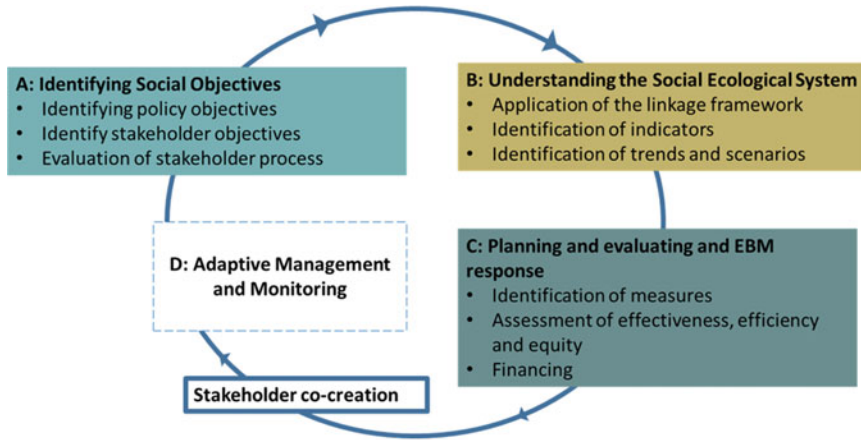 A: Identifying Social Objectives
• Identifying policy objectives
• Identify stakeholder objectives
• Evaluation of stakeholder process
B: Understanding the Social Ecological System
• Application of the linkage framework
• Identification of indicators
• Identification of trends and scenarios
C: Planning and evaluating and EBM
response
• Identification of measures
• Assessment of effectiveness, efficiency
and equity
• Financing
D: Adaptive Management
and Monitoring
Stakeholder co-creation